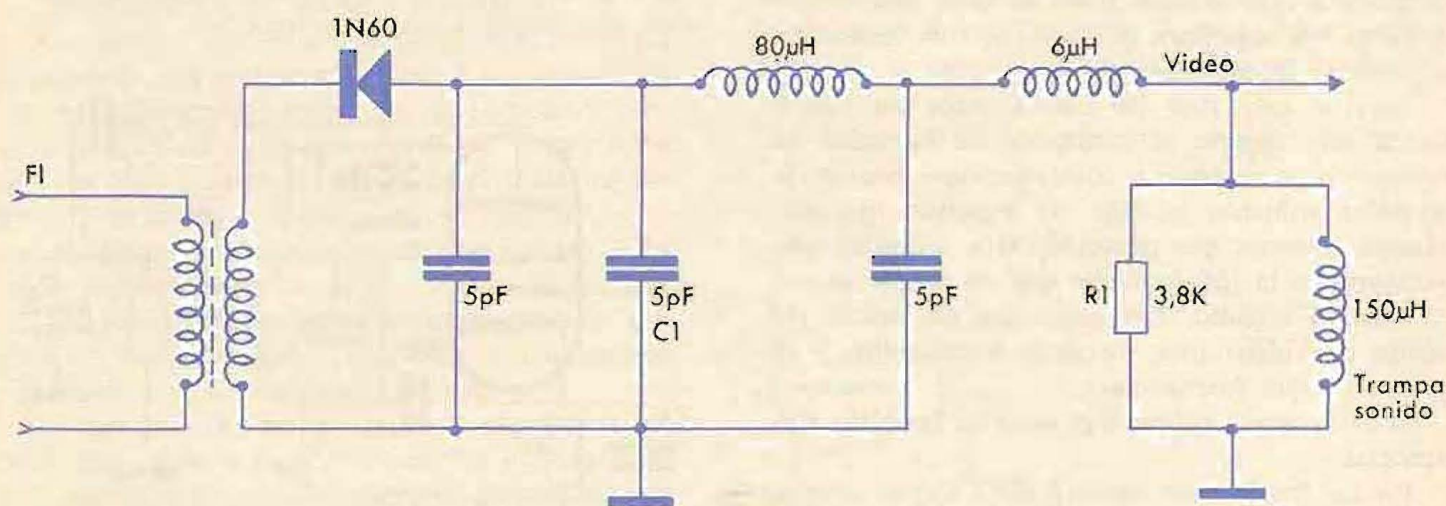 1N60
80µH
6µH
Video
FI
5pF
5pF
C1
5pF
R1
3,8K
150µH
Trampa
sonido